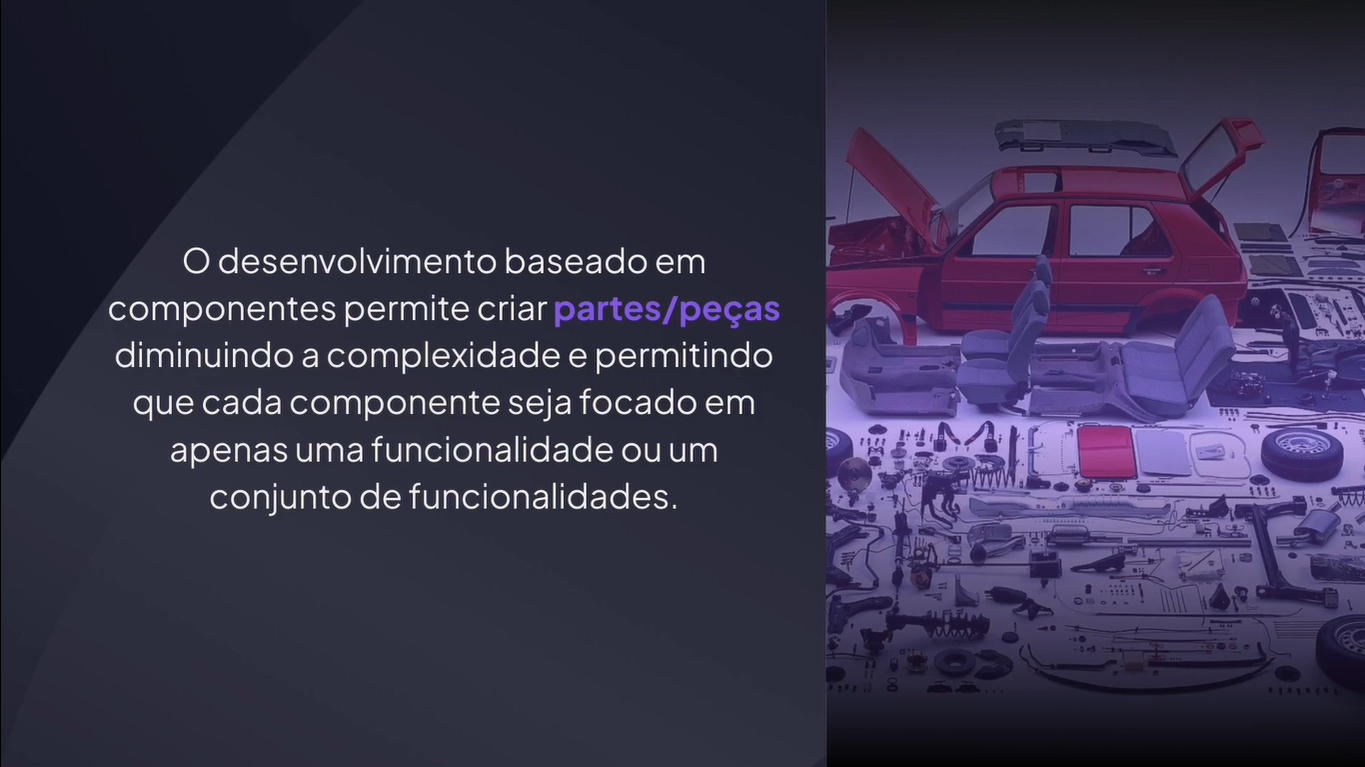 O desenvolvimento baseado em
componentes permite criar partes/peças
diminuindo a complexidade e permitindo
que cada componente seja focado em
apenas uma funcionalidade ou um
conjunto de funcionalidades.